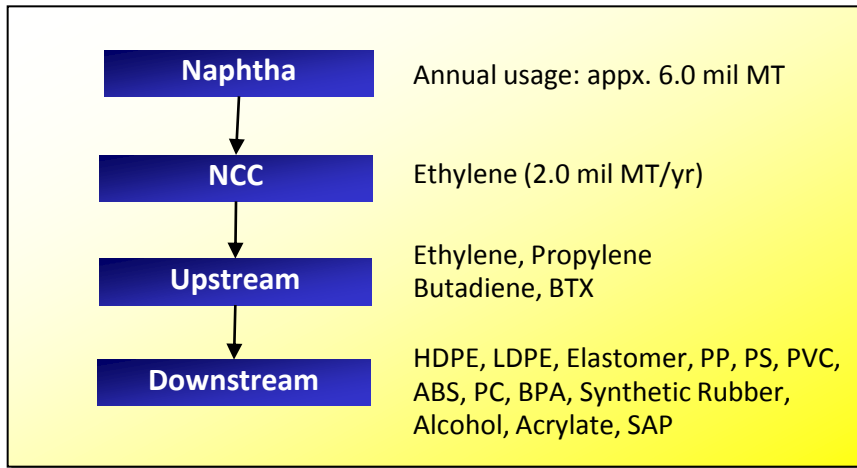 Naphtha
Annual usage: appx. 6.0 mil MT
NCC
Ethylene (2.0 mil MT/yr)
Upstream
Ethylene, Propylene
Butadiene, BTX
Downstream
HDPE, LDPE, Elastomer, PP, PS, PVC,
ABS, PC, BPA, Synthetic Rubber,
Alcohol, Acrylate, SAP